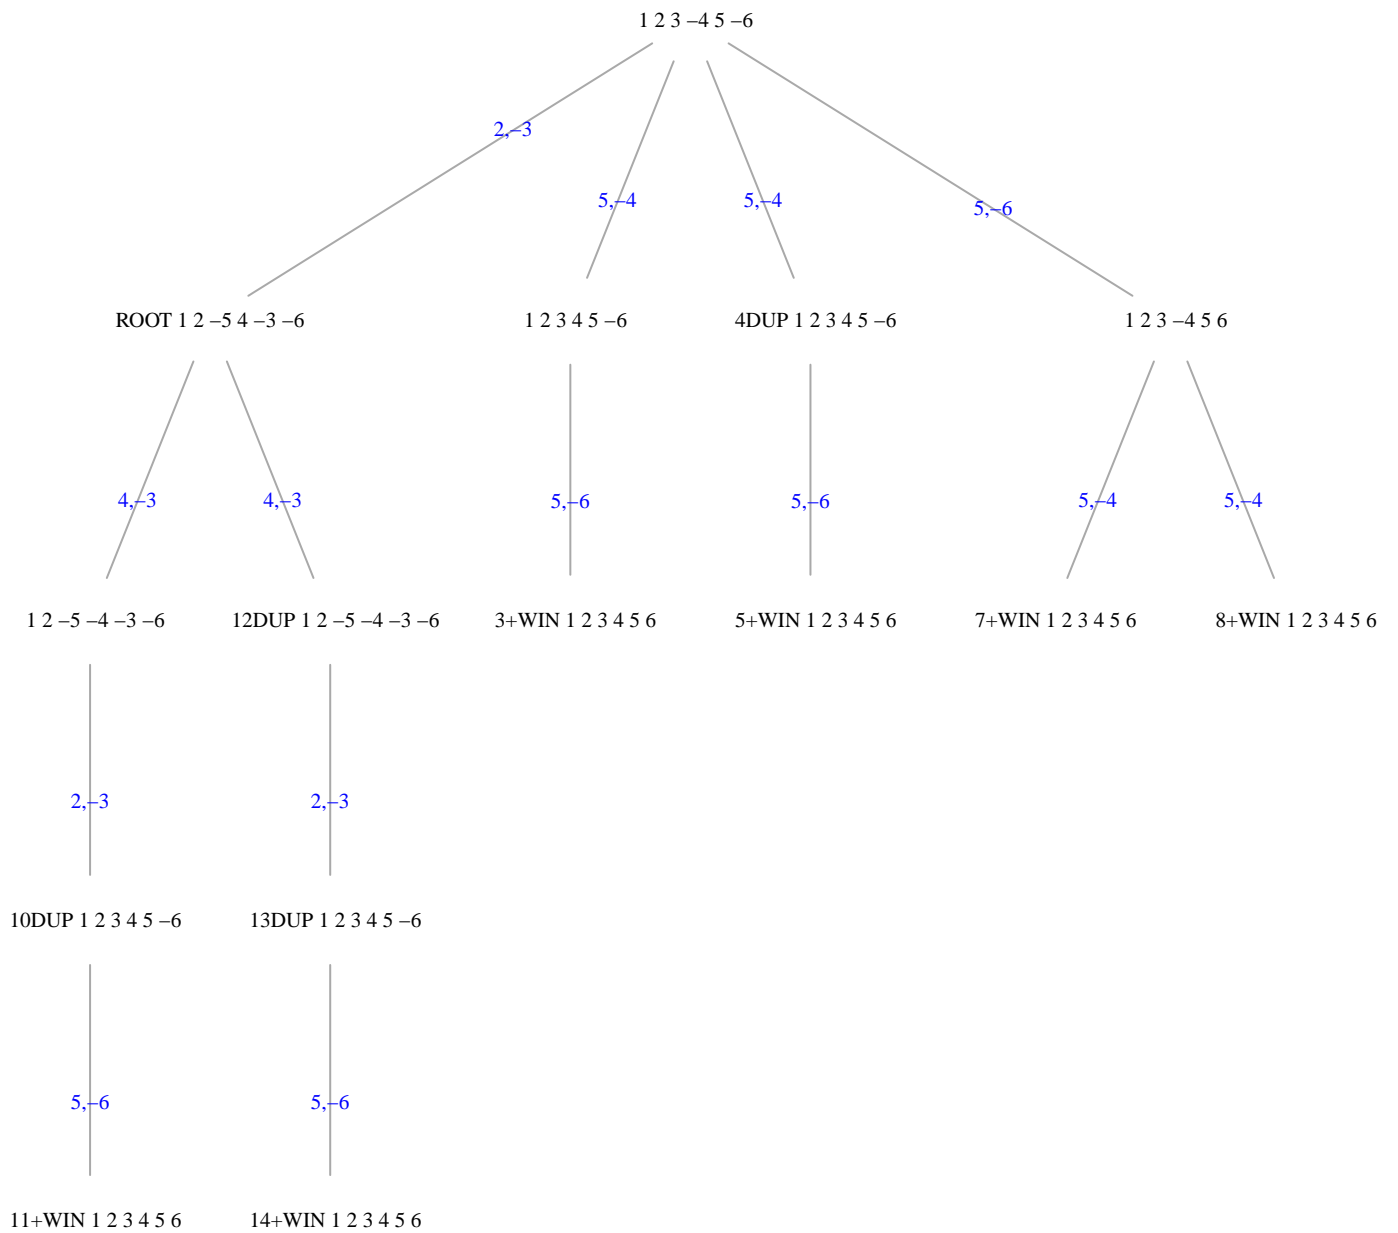 1 2 3 −4 5 −6
2,−3
5,−4
5,−4
5,−6
ROOT 1 2 −5 4 −3 −6
1 2 3 4 5 −6
4DUP 1 2 3 4 5 −6
1 2 3 −4 5 6
4,−3
4,−3
5,−6
5,−6
5,−4
5,−4
1 2 −5 −4 −3 −6
12DUP 1 2 −5 −4 −3 −6
3+WIN 1 2 3 4 5 6
5+WIN 1 2 3 4 5 6
7+WIN 1 2 3 4 5 6
8+WIN 1 2 3 4 5 6
2,−3
2,−3
10DUP 1 2 3 4 5 −6
13DUP 1 2 3 4 5 −6
5,−6
5,−6
11+WIN 1 2 3 4 5 6
14+WIN 1 2 3 4 5 6